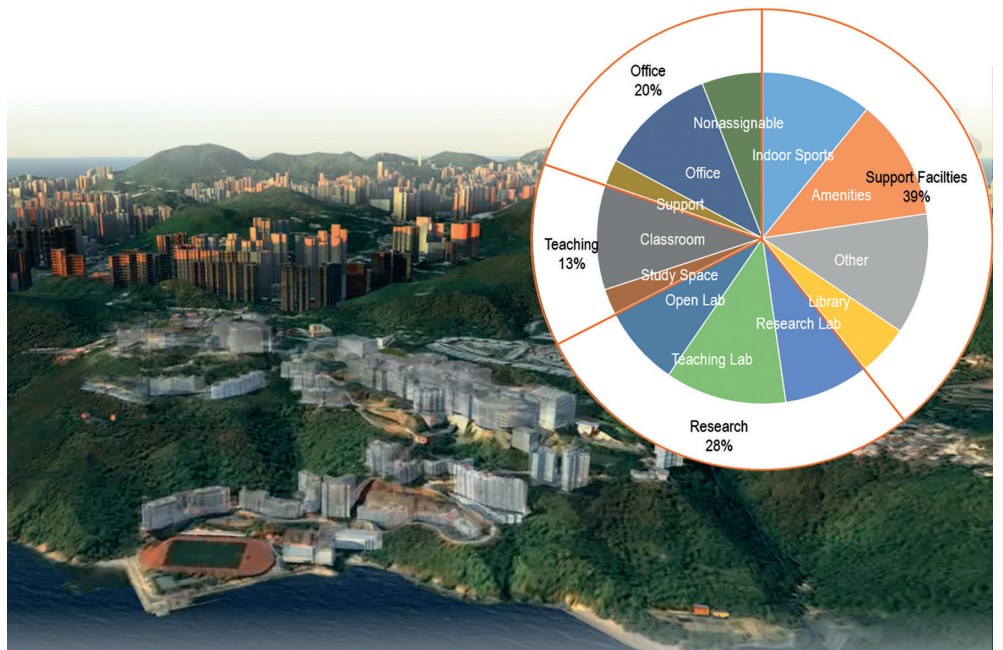 Office
20%
Nonassignable
Indoor Sports
Support Facilties
39%
Office
Amenities
Support
Teaching
13%
Classroom
Other
Study Space
Open Lab
Library
Research Lab
Teaching Lab
Research
28%